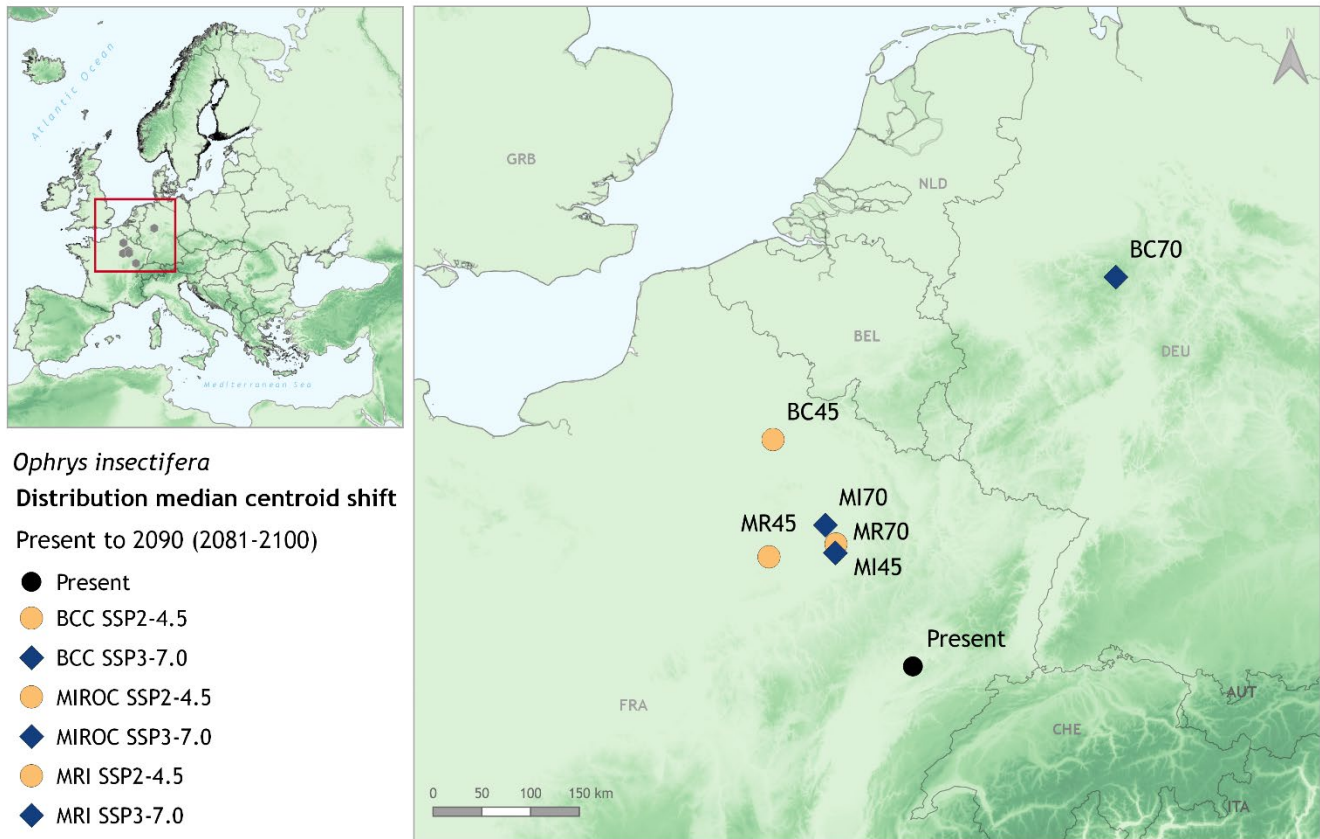 Atlantic Ocean
Mediterranean Sea
Ophrys insectifera
Distribution median centroid shift
Present to 2090 (2081-2100)
Present
BCC SSP2-4.5
BCC SSP3-7.0
MIROC SSP2-4.5
MIROC SSP3-7.0
MRI SSP2-4.5
MRI SSP3-7.0
N
GRB
NLD
BC70
BEL
DEU
BC45
MI70
MR45
MR70
MI45
Present
FRA
AUT
CHE
ITA
0 50 100 150 km